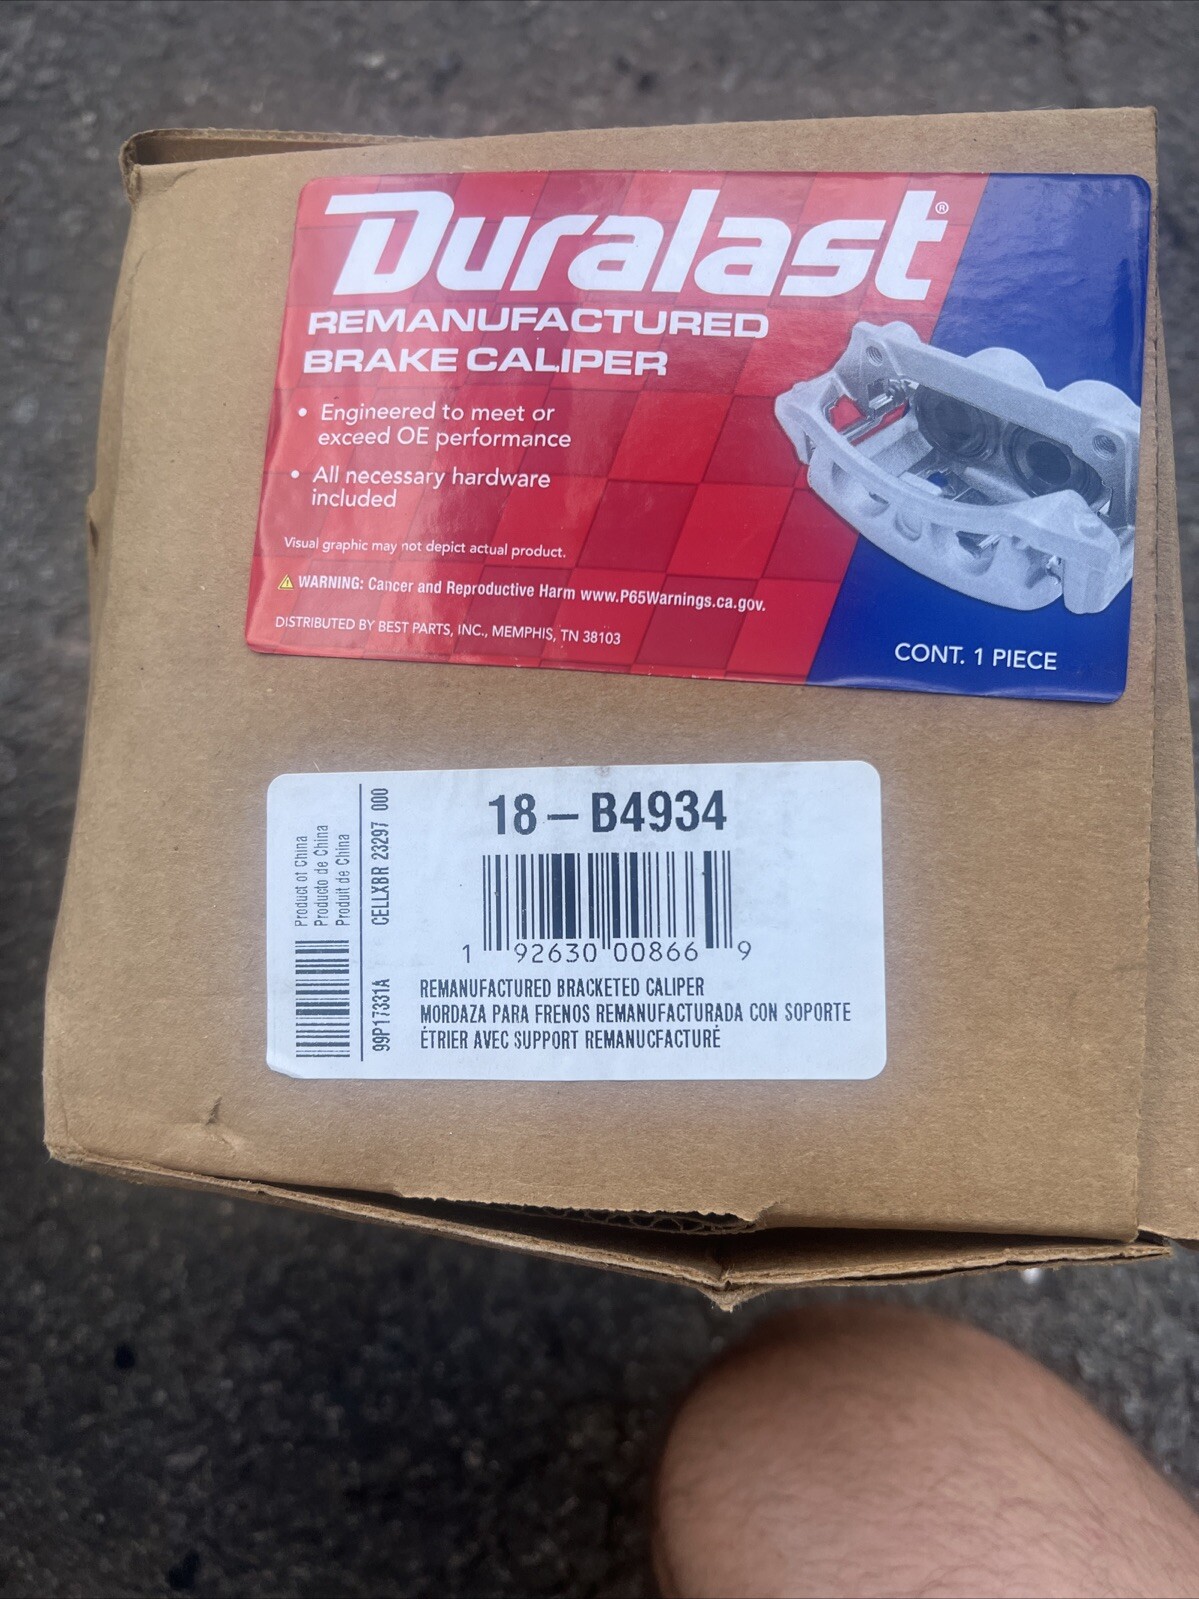 Duralast®
REMANUFACTURED
BRAKE CALIPER
• Engineered to meet or
exceed OE performance
• All necessary hardware
included
Visual graphic may not depict actual product.
WARNING: Cancer and Reproductive Harm www.P65Warnings.ca.gov.
DISTRIBUTED BY BEST PARTS, INC., MEMPHIS, TN 38103
CONT. 1 PIECE
18-B4934
1 92630 00866 9
REMANUFACTURED BRACKETED CALIPER
MORDAZA PARA FRENOS REMANUFACTURADA CON SOPORTE
ÉTRIER AVEC SUPPORT REMANUCFACTURÉ
Product of China
Producto de China
Produit de China
99P17331A CELLXBR 23297 000